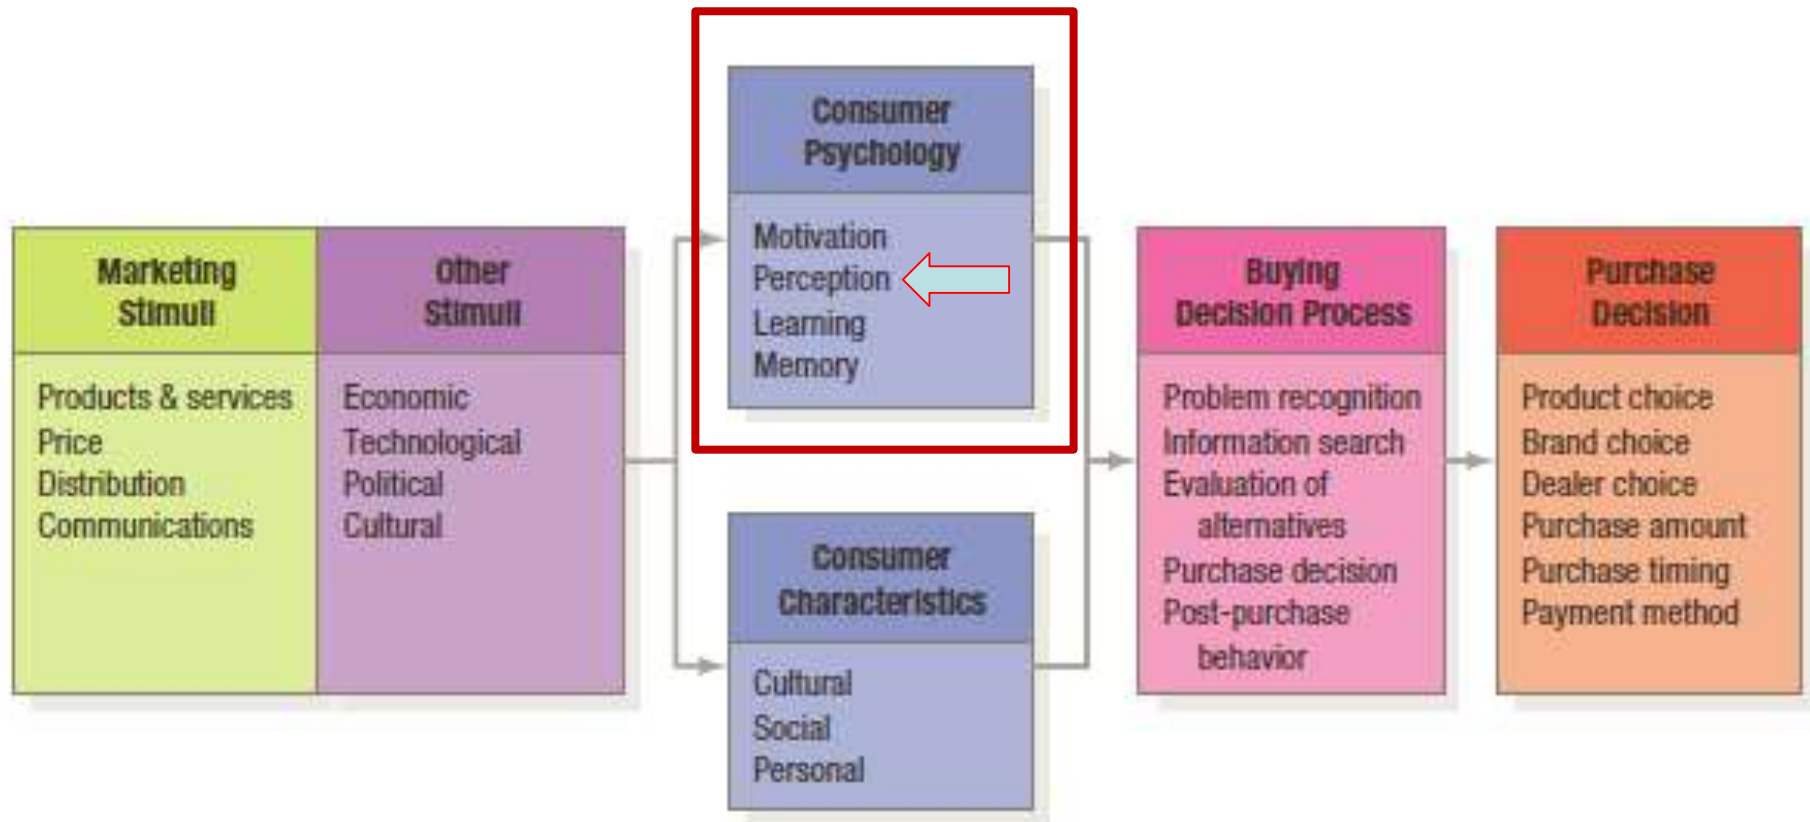 Marketing
Stimuli
Products & services
Price
Distribution
Communications
Other
Stimuli
Economic
Technological
Political
Cultural
Consumer
Psychology
Motivation
Perception
Learning
Memory
Consumer
Characteristics
Cultural
Social
Personal
Buying
Decision Process
Problem recognition
Information search
Evaluation of
alternatives
Purchase decision
Post-purchase
behavior
Purchase
Decision
Product choice
Brand choice
Dealer choice
Purchase amount
Purchase timing
Payment method